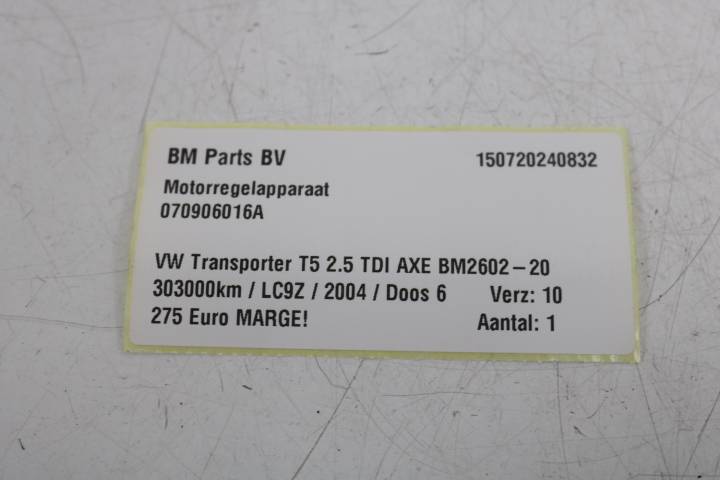 BM Parts BV 150720240832
Motorregelapparaat
070906016A
VW Transporter T5 2.5 TDI AXE BM2602-20
303000km / LC9Z / 2004 / Doos 6 Verz: 10
275 Euro MARGE! Aantal: 1